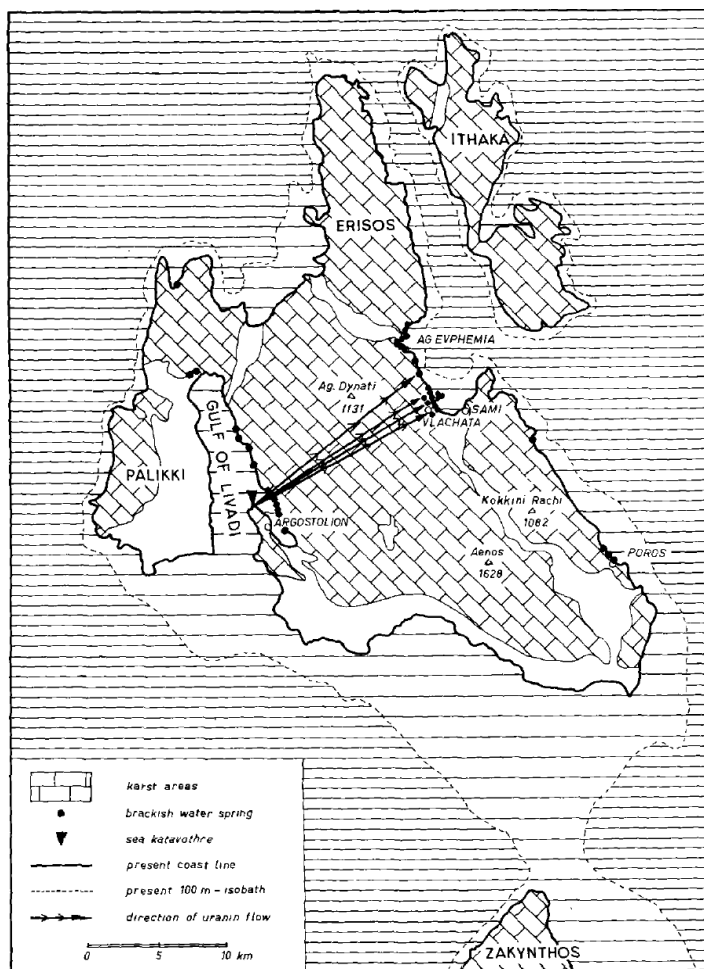 ITHAKA
ERISOS
AG EVPHEMIA
Ag. Dynati
1131
SAMI
VLACHATA
GULF OF LIVADI
PALIKKI
Kokkini Rachi
1082
ARGOSTOLION
Aenos
1628
POROS
karst areas
brackish water spring
sea katavothre
present coast line
present 100 m - isobath
direction of uranin flow
0 5 10 km
ZAKYNTHOS